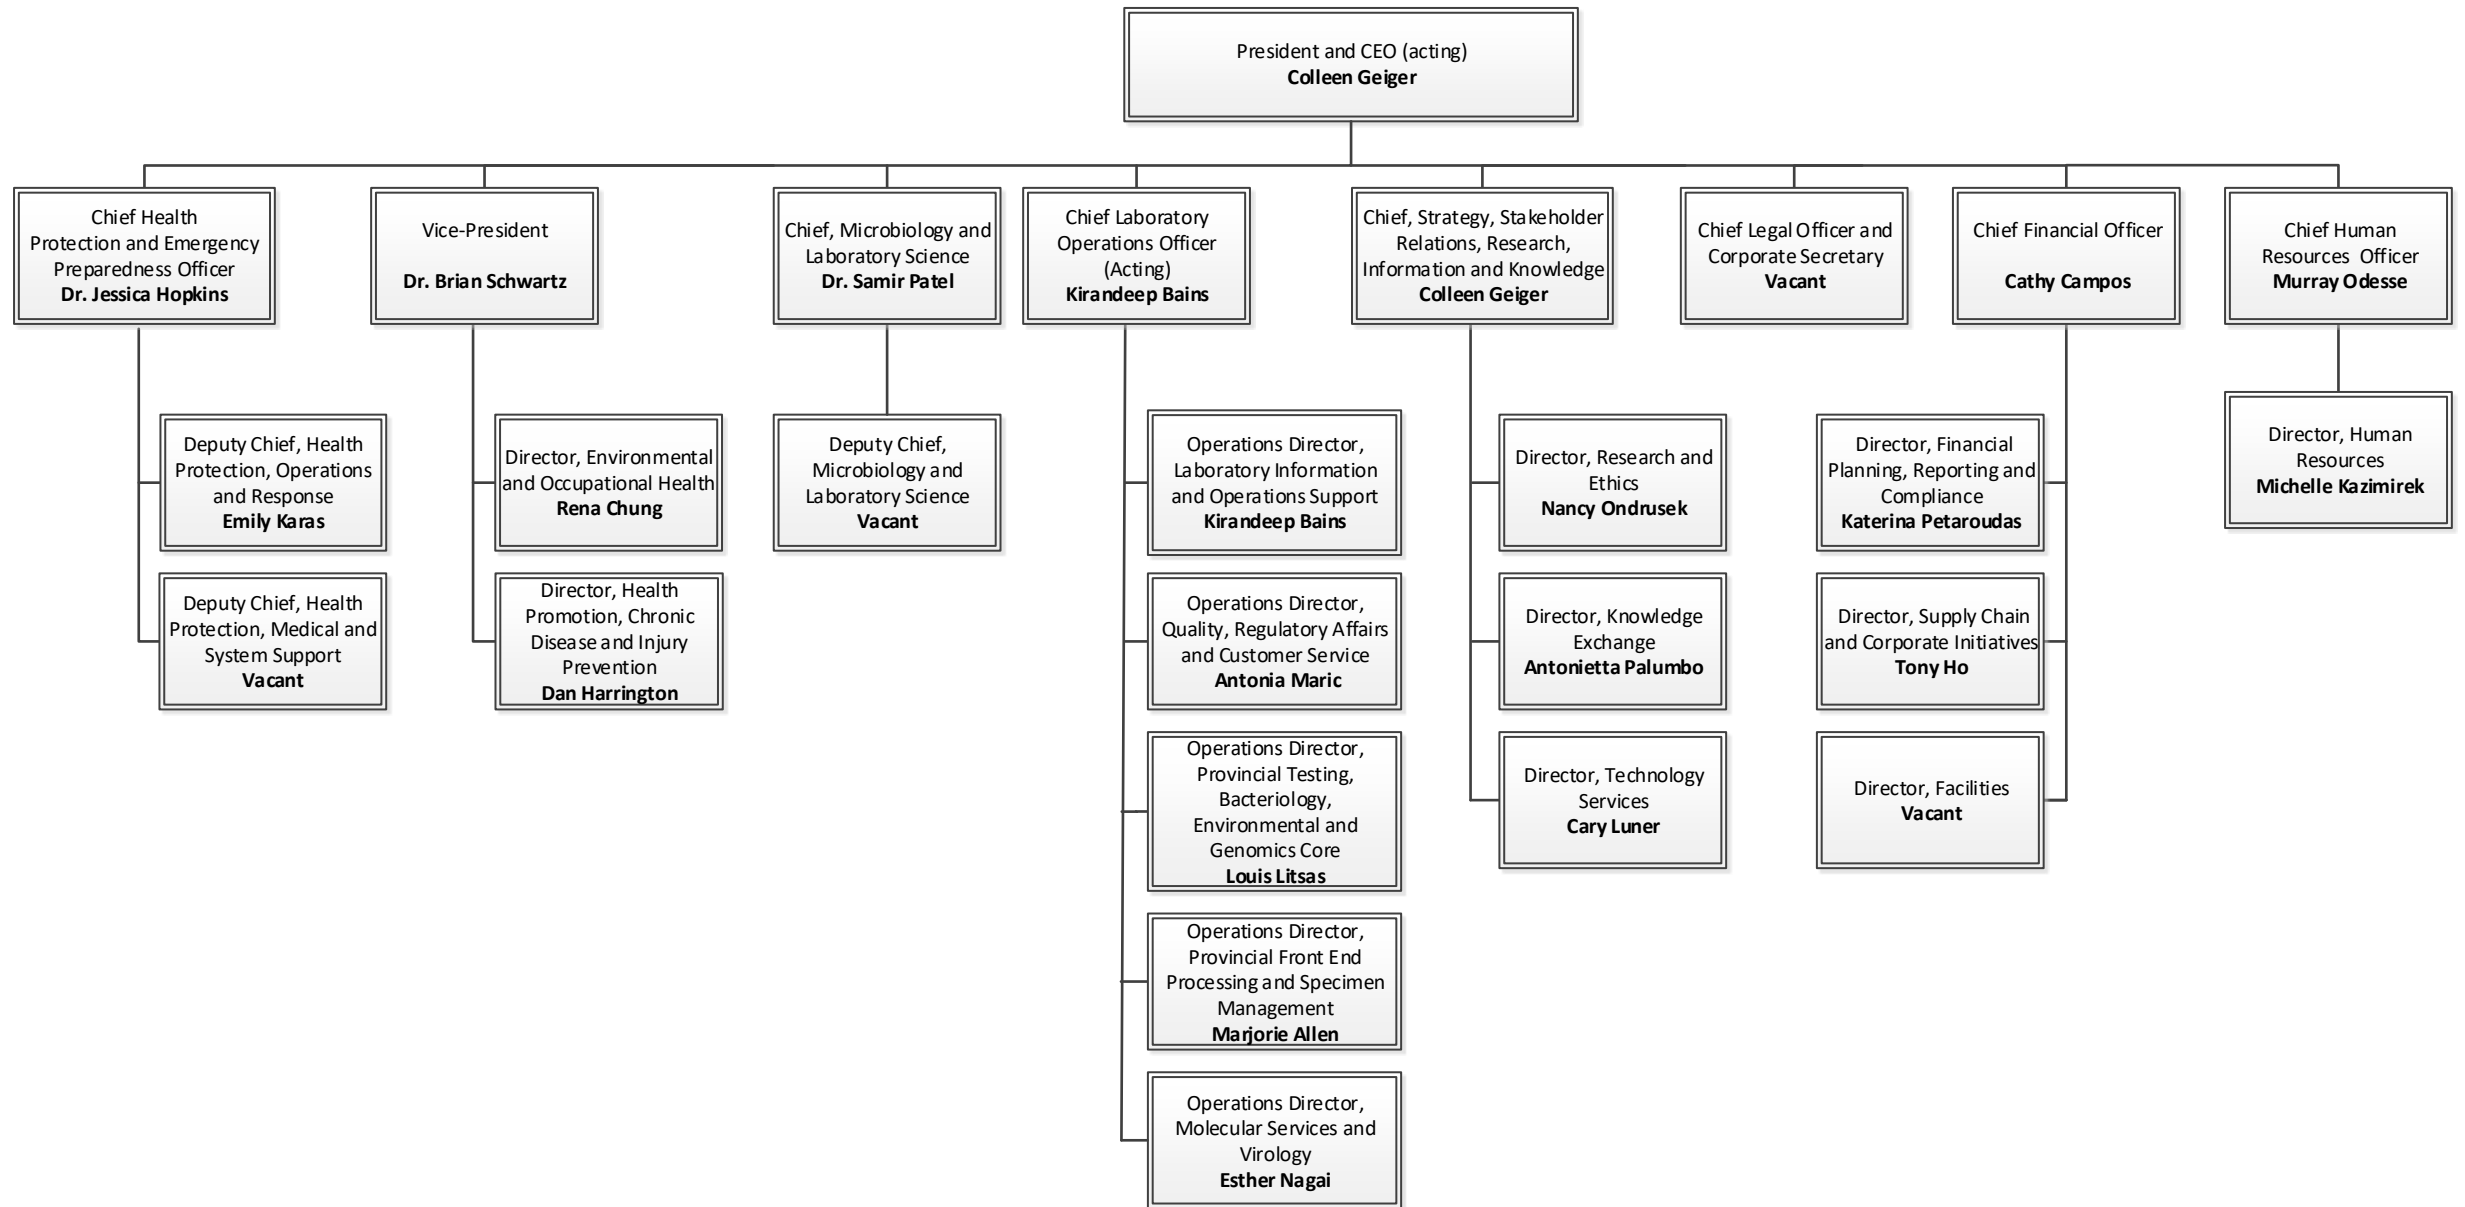 President and CEO (acting)
Colleen Geiger
Chief Health
Protection and Emergency
Preparedness Officer
Dr. Jessica Hopkins
Vice-President
Dr. Brian Schwartz
Chief, Microbiology and
Laboratory Science
Dr. Samir Patel
Chief Laboratory
Operations Officer
(Acting)
Kirandeep Bains
Chief, Strategy, Stakeholder
Relations, Research,
Information and Knowledge
Colleen Geiger
Chief Legal Officer and
Corporate Secretary
Vacant
Chief Financial Officer
Cathy Campos
Chief Human
Resources Officer
Murray Odesse
Deputy Chief, Health
Protection, Operations
and Response
Emily Karas
Deputy Chief, Health
Protection, Medical and
System Support
Vacant
Director, Environmental
and Occupational Health
Rena Chung
Director, Health
Promotion, Chronic
Disease and Injury
Prevention
Dan Harrington
Deputy Chief,
Microbiology and
Laboratory Science
Vacant
Operations Director,
Laboratory Information
and Operations Support
Kirandeep Bains
Operations Director,
Quality, Regulatory Affairs
and Customer Service
Antonia Maric
Operations Director,
Provincial Testing,
Bacteriology,
Environmental and
Genomics Core
Louis Litsas
Operations Director,
Provincial Front End
Processing and Specimen
Management
Marjorie Allen
Operations Director,
Molecular Services and
Virology
Esther Nagai
Director, Research and
Ethics
Nancy Ondrusek
Director, Knowledge
Exchange
Antonietta Palumbo
Director, Technology
Services
Cary Luner
Director, Financial
Planning, Reporting and
Compliance
Katerina Petaroudas
Director, Supply Chain
and Corporate Initiatives
Tony Ho
Director, Facilities
Vacant
Director, Human
Resources
Michelle Kazimirek